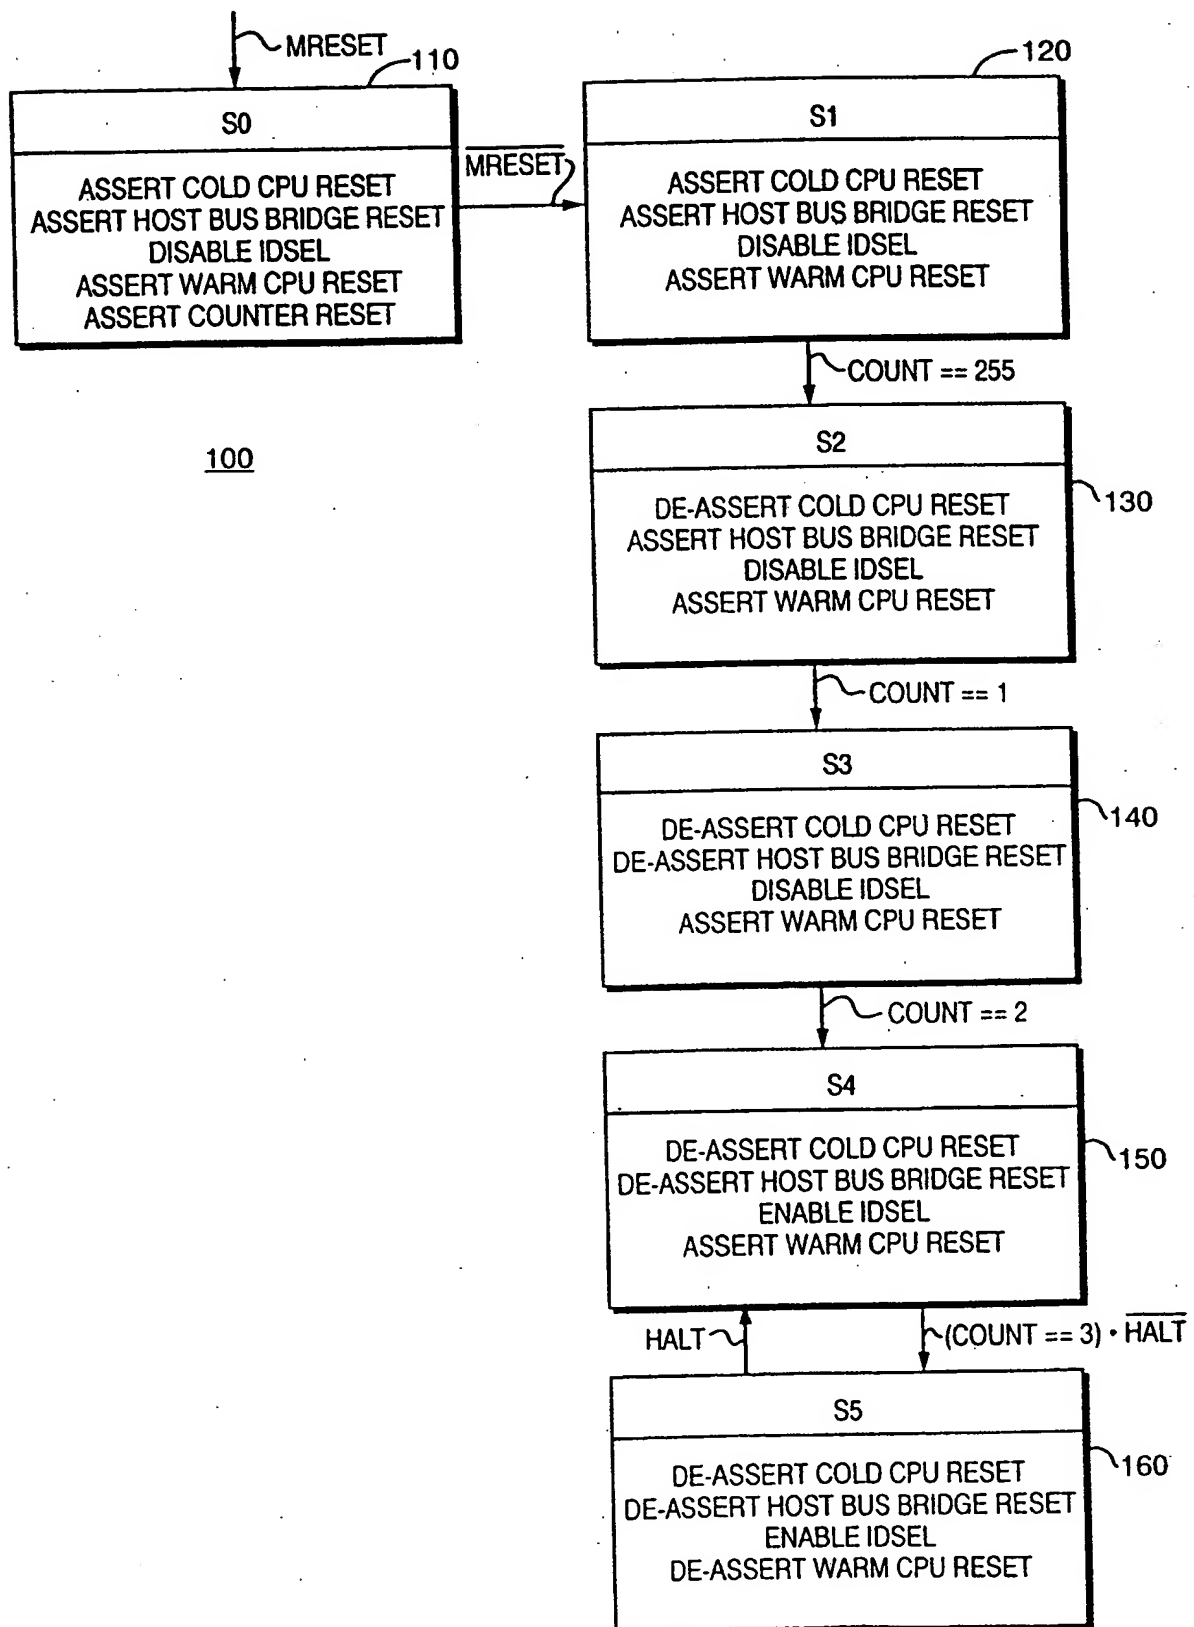 MRESET
110
S0
ASSERT COLD CPU RESET
ASSERT HOST BUS BRIDGE RESET
DISABLE IDSEL
ASSERT WARM CPU RESET
ASSERT COUNTER RESET
MRESET
120
S1
ASSERT COLD CPU RESET
ASSERT HOST BUS BRIDGE RESET
DISABLE IDSEL
ASSERT WARM CPU RESET
COUNT == 255
100
S2
130
DE-ASSERT COLD CPU RESET
ASSERT HOST BUS BRIDGE RESET
DISABLE IDSEL
ASSERT WARM CPU RESET
COUNT == 1
S3
140
DE-ASSERT COLD CPU RESET
DE-ASSERT HOST BUS BRIDGE RESET
DISABLE IDSEL
ASSERT WARM CPU RESET
COUNT == 2
S4
150
DE-ASSERT COLD CPU RESET
DE-ASSERT HOST BUS BRIDGE RESET
ENABLE IDSEL
ASSERT WARM CPU RESET
HALT
(COUNT == 3) • HALT
S5
160
DE-ASSERT COLD CPU RESET
DE-ASSERT HOST BUS BRIDGE RESET
ENABLE IDSEL
DE-ASSERT WARM CPU RESET